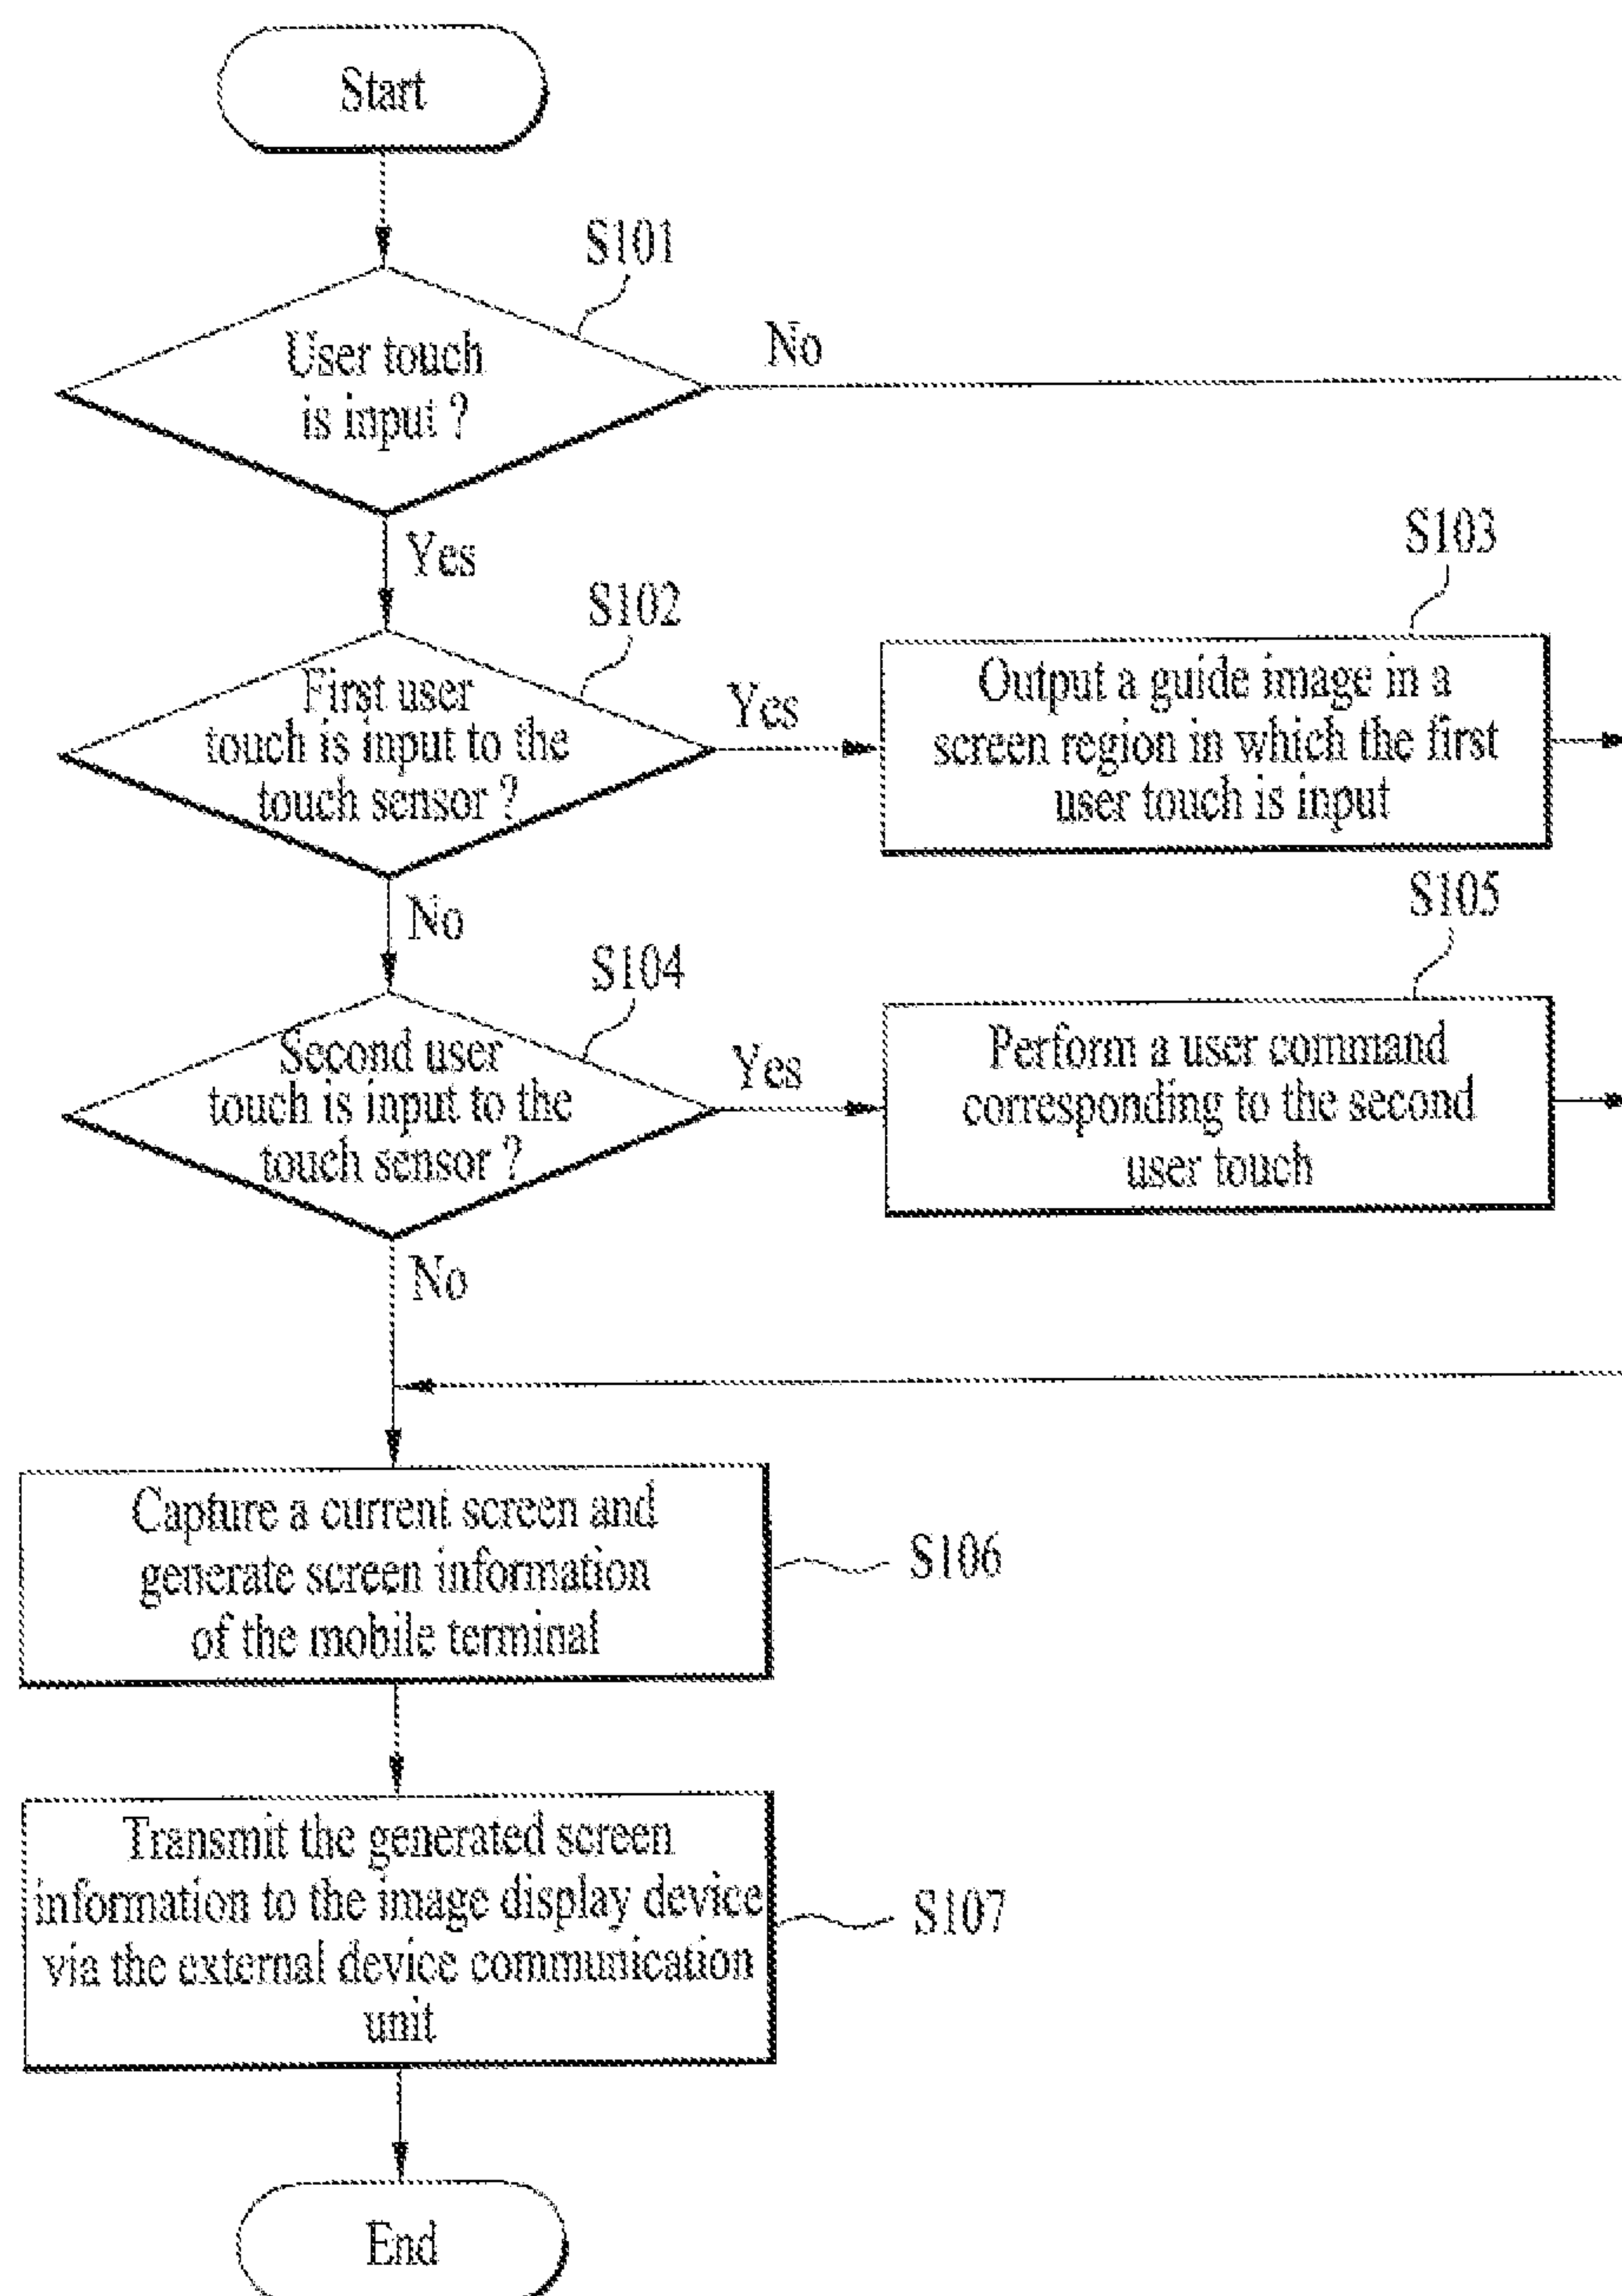 Start
S101
User touch
is input ?
No
Yes
S102
First user
touch is input to the
touch sensor ?
Yes
S103
Output a guide image in a
screen region in which the first
user touch is input
No
S104
Second user
touch is input to the
touch sensor ?
Yes
S105
Perform a user command
corresponding to the second
user touch
No
Capture a current screen and
generate screen information
of the mobile terminal
S106
Transmit the generated screen
information to the image display device
via the external device communication
unit
S107
End